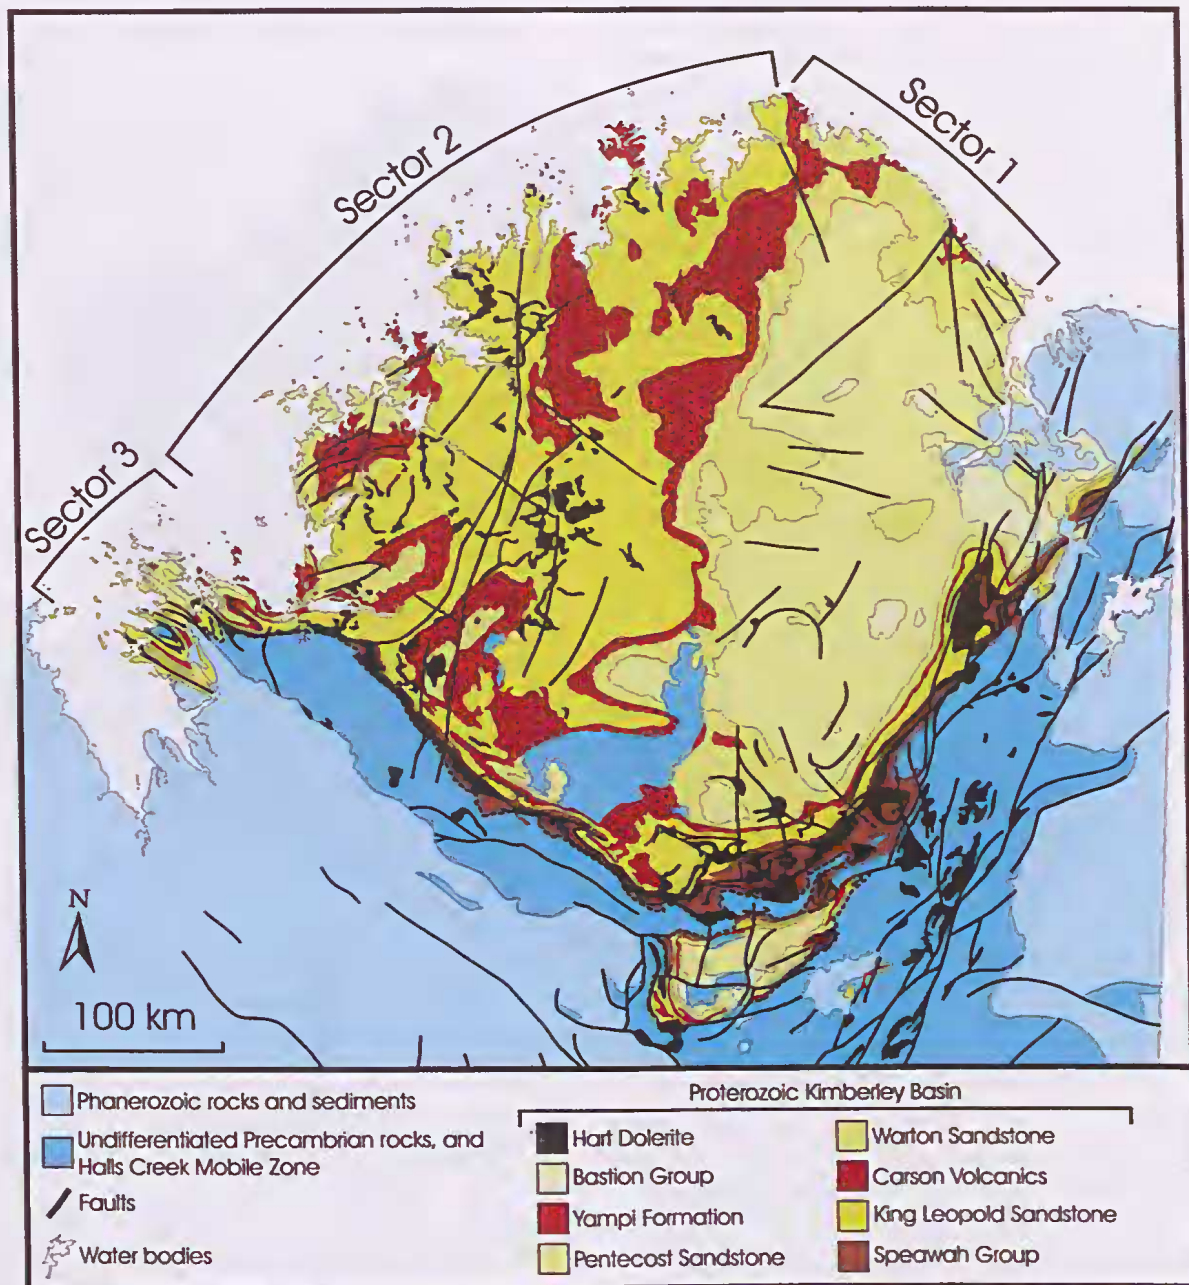 Sector 1
Sector 2
Sector 3
N
100 km
Phanerozoic rocks and sediments
Undifferentiated Precambrian rocks, and
Halls Creek Mobile Zone
Faults
Water bodies
Proterozoic Kimberley Basin
Hart Dolerite
Bastion Group
Yampi Formation
Pentecost Sandstone
Warton Sandstone
Carson Volcanics
King Leopold Sandstone
Speawah Group